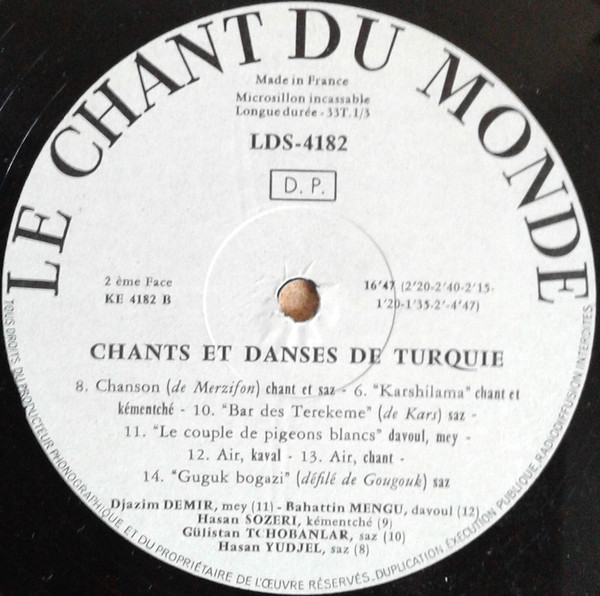 LE CHANT DU MONDE
Made in France
Microsillon incassable
Longue durée - 33T.1/3
LDS-4182
D. P.
2 ème Face
KE 4182 B
16'47 (2'20-2'40-2'15-
1'20-1'35-2'-4'47)
CHANTS ET DANSES DE TURQUIE
8. Chanson (de Merzifon) chant et saz - 6. "Karshilama" chant et
kémentché - 10. "Bar des Terekeme" (de Kars) saz -
11. "Le couple de pigeons blancs" davoul, mey -
12. Air, kaval - 13. Air, chant -
14. "Guguk bogazi" (défilé de Gougouk) saz
Djazim DEMIR, mey (11) - Bahattin MENGU, davoul (12)
Hasan SOZERI, kémentché (9)
Gülistan TCHOBANLAR, saz (10)
Hasan YUDJEL, saz (8)
TOUS DROITS DU PRODUCTEUR PHONOGRAPHIQUE ET DU PROPRIÉTAIRE DE L'ŒUVRE RÉSERVÉS. DUPLICATION, EXÉCUTION PUBLIQUE, RADIODIFFUSION INTERDITES